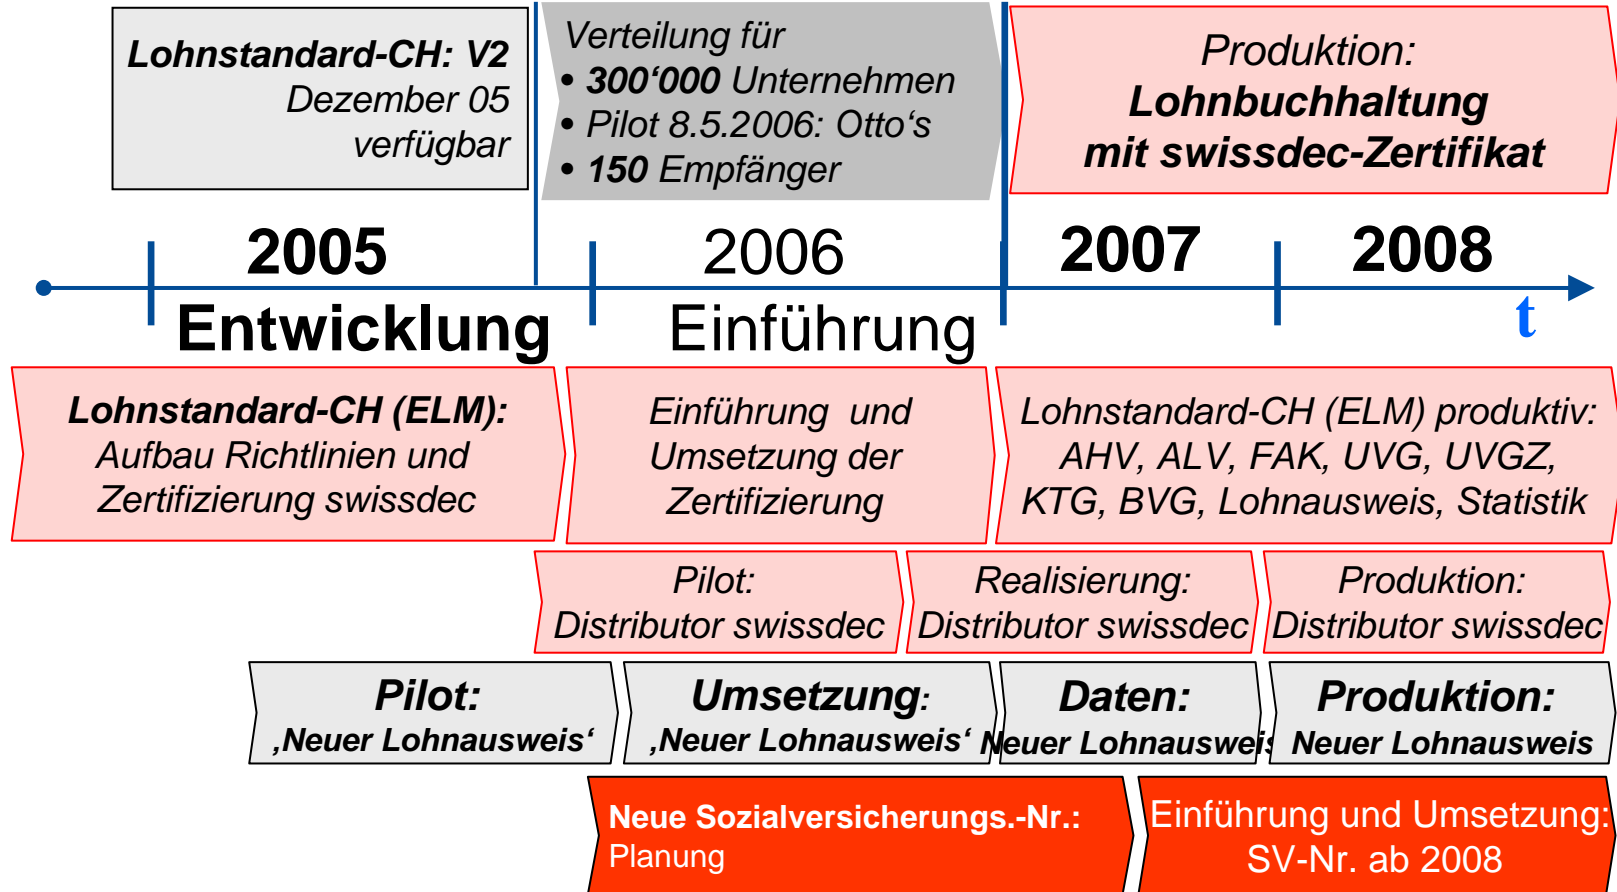 Lohnstandard-CH: V2
Dezember 05
verfügbar
Verteilung für
• 300‘000 Unternehmen
• Pilot 8.5.2006: Otto‘s
• 150 Empfänger
Produktion:
Lohnbuchhaltung
mit swissdec-Zertifikat
2005
2006
2007
2008
Entwicklung
Einführung
t
Lohnstandard-CH (ELM):
Aufbau Richtlinien und
Zertifizierung swissdec
Einführung und
Umsetzung der
Zertifizierung
Lohnstandard-CH (ELM) produktiv:
AHV, ALV, FAK, UVG, UVGZ,
KTG, BVG, Lohnausweis, Statistik
Pilot:
Distributor swissdec
Realisierung:
Distributor swissdec
Produktion:
Distributor swissdec
Pilot:
‚Neuer Lohnausweis‘
Umsetzung:
‚Neuer Lohnausweis‘
Daten:
Neuer Lohnausweis
Produktion:
Neuer Lohnausweis
Neue Sozialversicherungs.-Nr.:
Planung
Einführung und Umsetzung:
SV-Nr. ab 2008